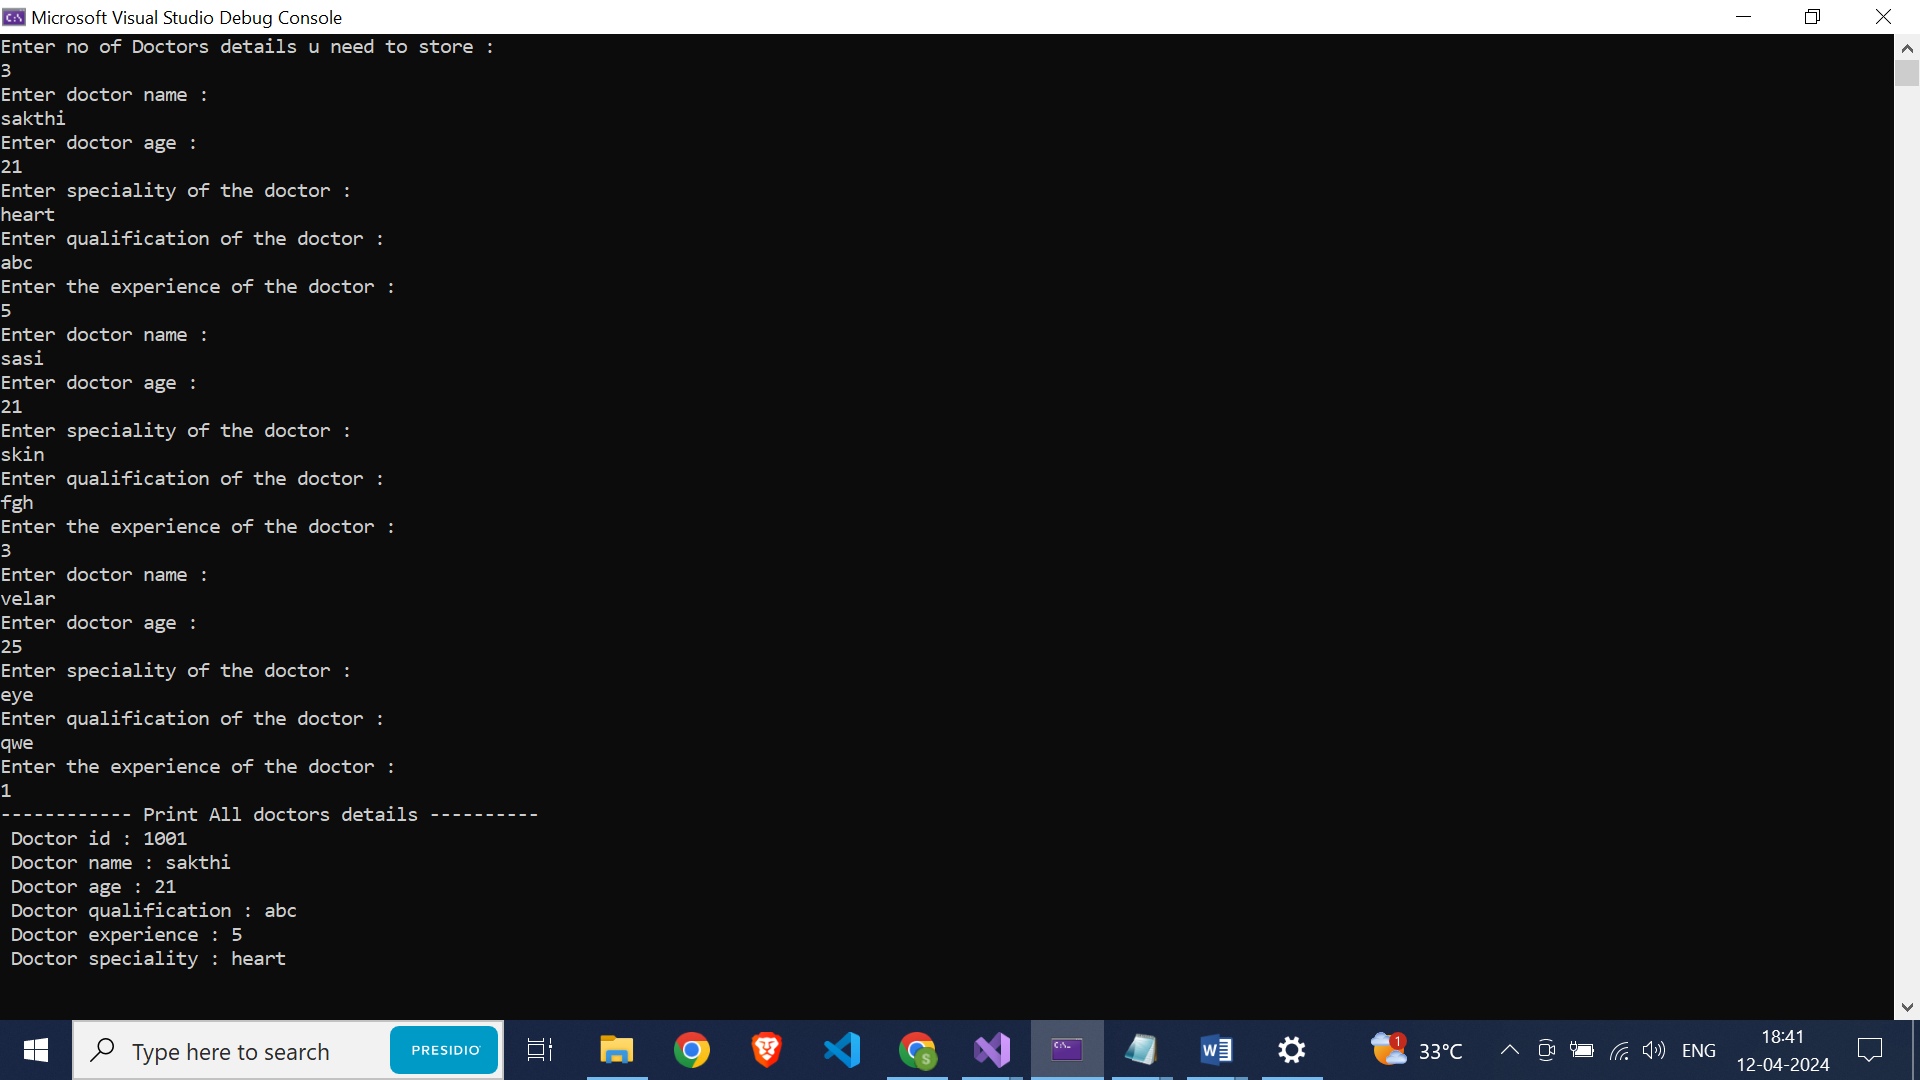 Microsoft Visual Studio Debug Console
Enter no of Doctors details u need to store :
3
Enter doctor name :
sakthi
Enter doctor age :
21
Enter speciality of the doctor :
heart
Enter qualification of the doctor :
abc
Enter the experience of the doctor :
5
Enter doctor name :
sasi
Enter doctor age :
21
Enter speciality of the doctor :
skin
Enter qualification of the doctor :
fgh
Enter the experience of the doctor :
3
Enter doctor name :
velar
Enter doctor age :
25
Enter speciality of the doctor :
eye
Enter qualification of the doctor :
qwe
Enter the experience of the doctor :
1
------------ Print All doctors details ----------
Doctor id : 1001
Doctor name : sakthi
Doctor age : 21
Doctor qualification : abc
Doctor experience : 5
Doctor speciality : heart
Type here to search
PRESIDIO
S
1
33°C
ENG
18:41
12-04-2024